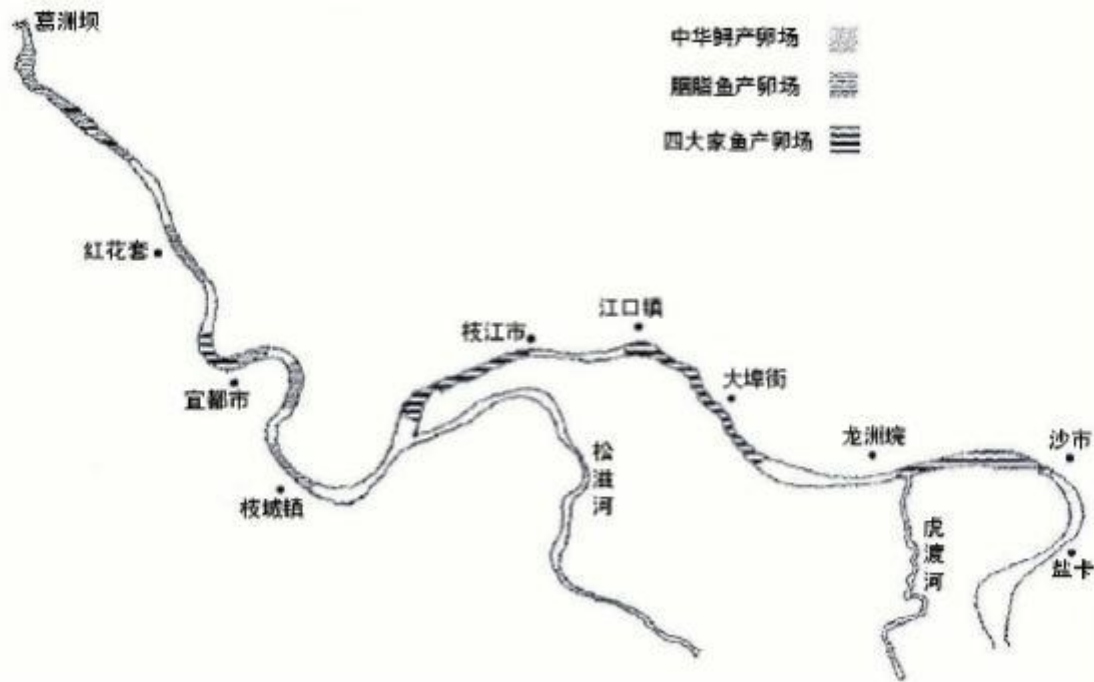 葛洲坝
中华鲟产卵场
胭脂鱼产卵场
四大家鱼产卵场
紅花套
宜都市
枝城镇
枝江市
江口镇
大埠街
松滋河
龙洲垸
沙市
虎渡河
盐卡